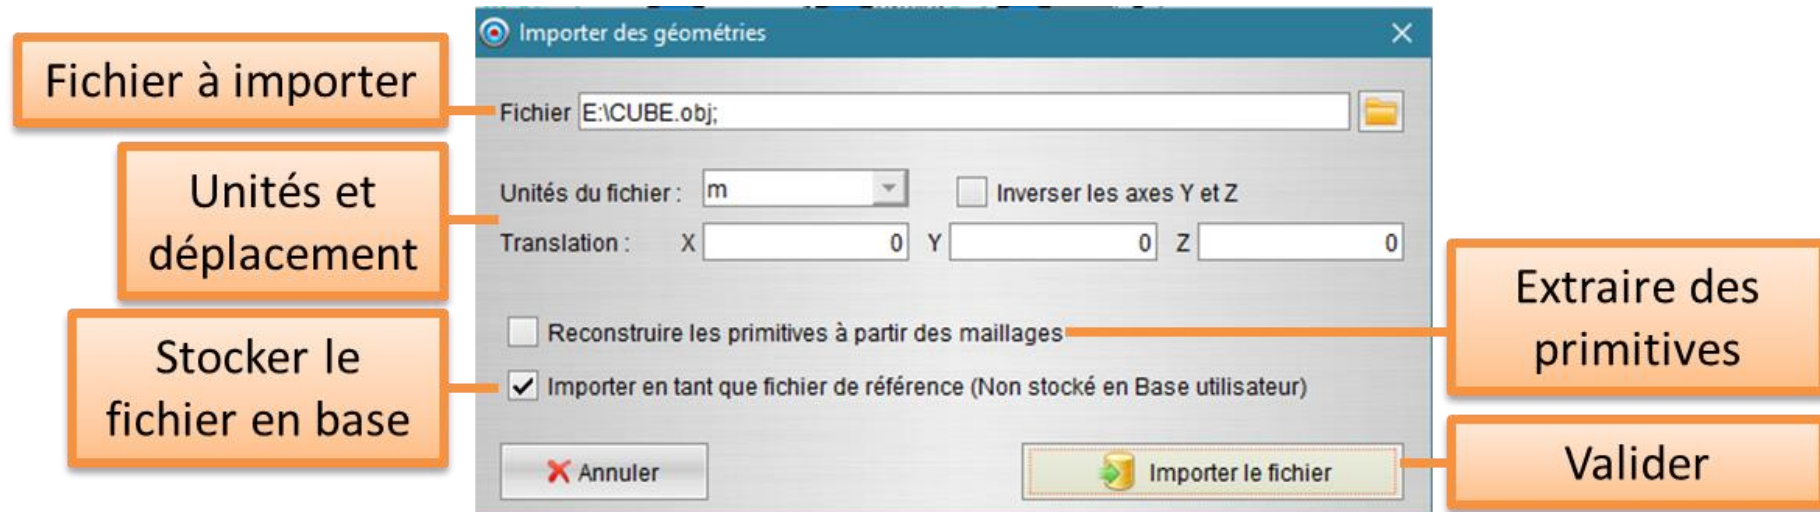 Importer des géométries
Fichier à importer
Fichier E:\CUBE.obj;
Unités et
déplacement
Unités du fichier : m Inverser les axes Y et Z
Translation : X 0 Y 0 Z 0
Extraire des
primitives
Reconstruire les primitives à partir des maillages
Stocker le
fichier en base
Importer en tant que fichier de référence (Non stocké en Base utilisateur)
Annuler
Importer le fichier
Valider